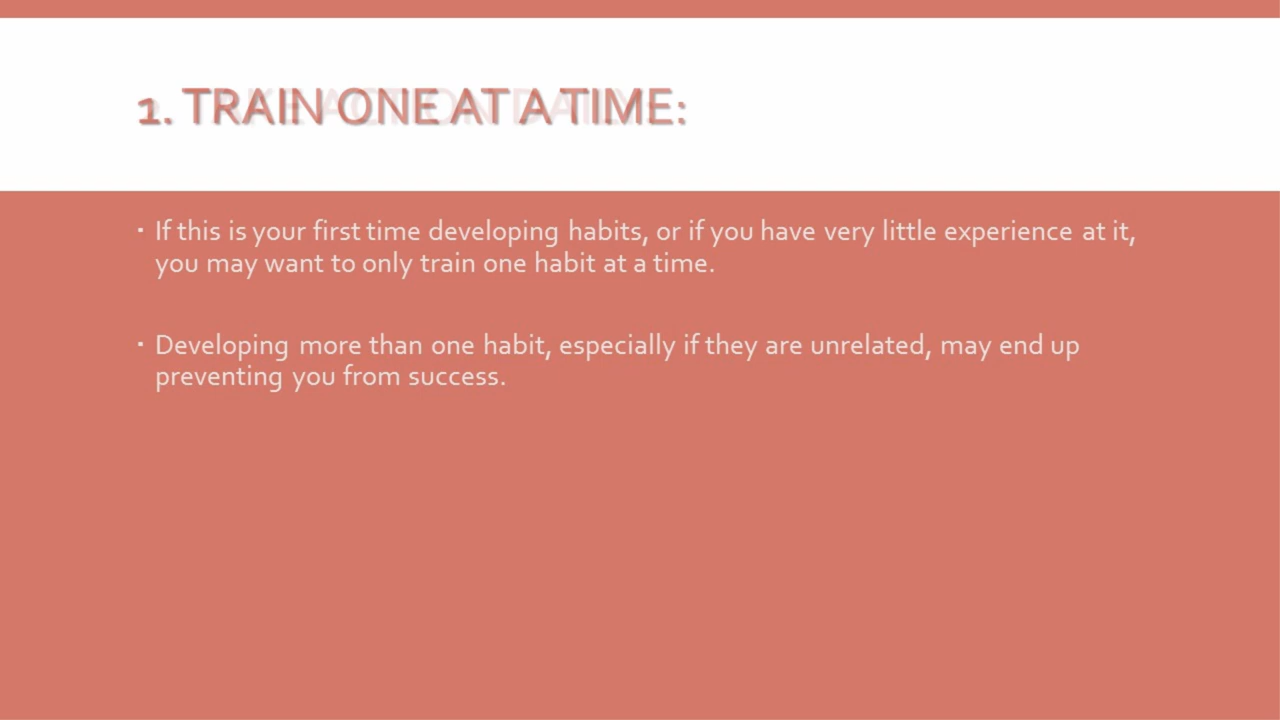 1. TRAIN ONE AT A TIME:
▪ If this is your first time developing habits, or if you have very little experience at it,
you may want to only train one habit at a time.
▪ Developing more than one habit, especially if they are unrelated, may end up
preventing you from success.